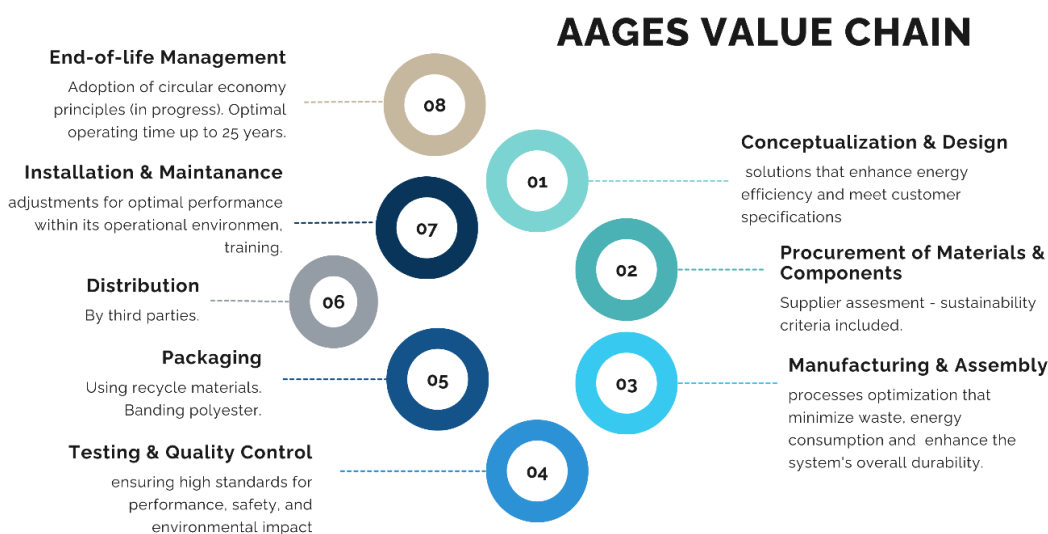 AAGES VALUE CHAIN
01
Conceptualization & Design
solutions that enhance energy
efficiency and meet customer
specifications
02
Procurement of Materials &
Components
Supplier assesment - sustainability
criteria included.
03
Manufacturing & Assembly
processes optimization that
minimize waste, energy
consumption and enhance the
system's overall durability.
04
Testing & Quality Control
ensuring high standards for
performance, safety, and
environmental impact
05
Packaging
Using recycle materials.
Banding polyester.
06
Distribution
By third parties.
07
Installation & Maintanance
adjustments for optimal performance
within its operational environmen,
training.
08
End-of-life Management
Adoption of circular economy
principles (in progress). Optimal
operating time up to 25 years.